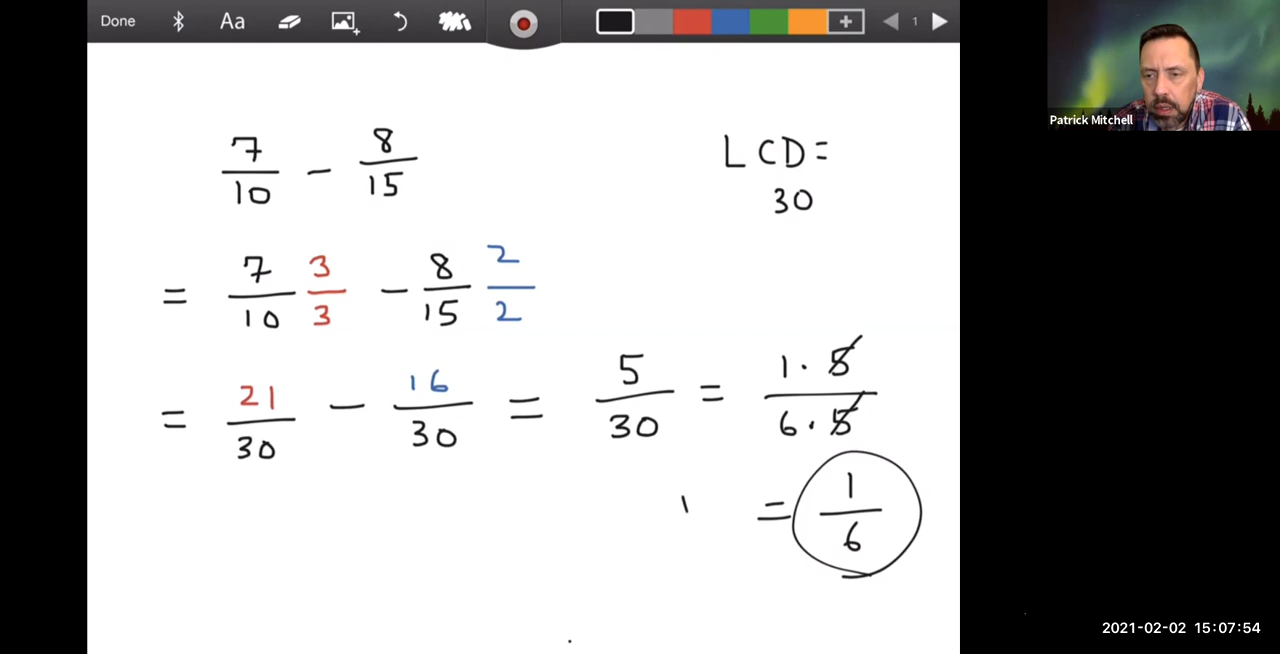 Done Aa 1
Patrick Mitchell
7/10 - 8/15
LCD=
30
= 7/10 3/3 - 8/15 2/2
= 21/30 - 16/30 = 5/30 = 1·5/6·5
= 1/6
2021-02-02 15:07:54